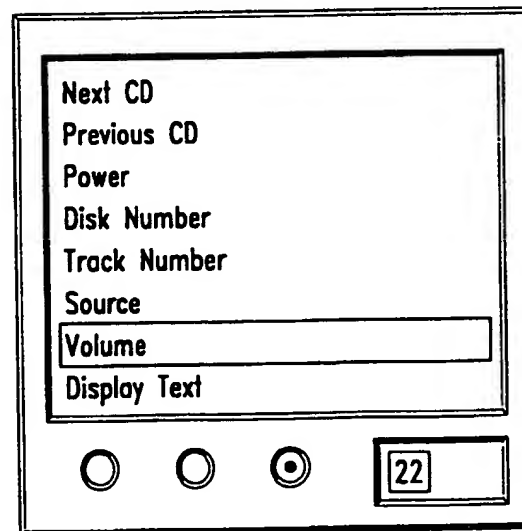 Next CD
Previous CD
Power
Disk Number
Track Number
Source
Volume
Display Text
22